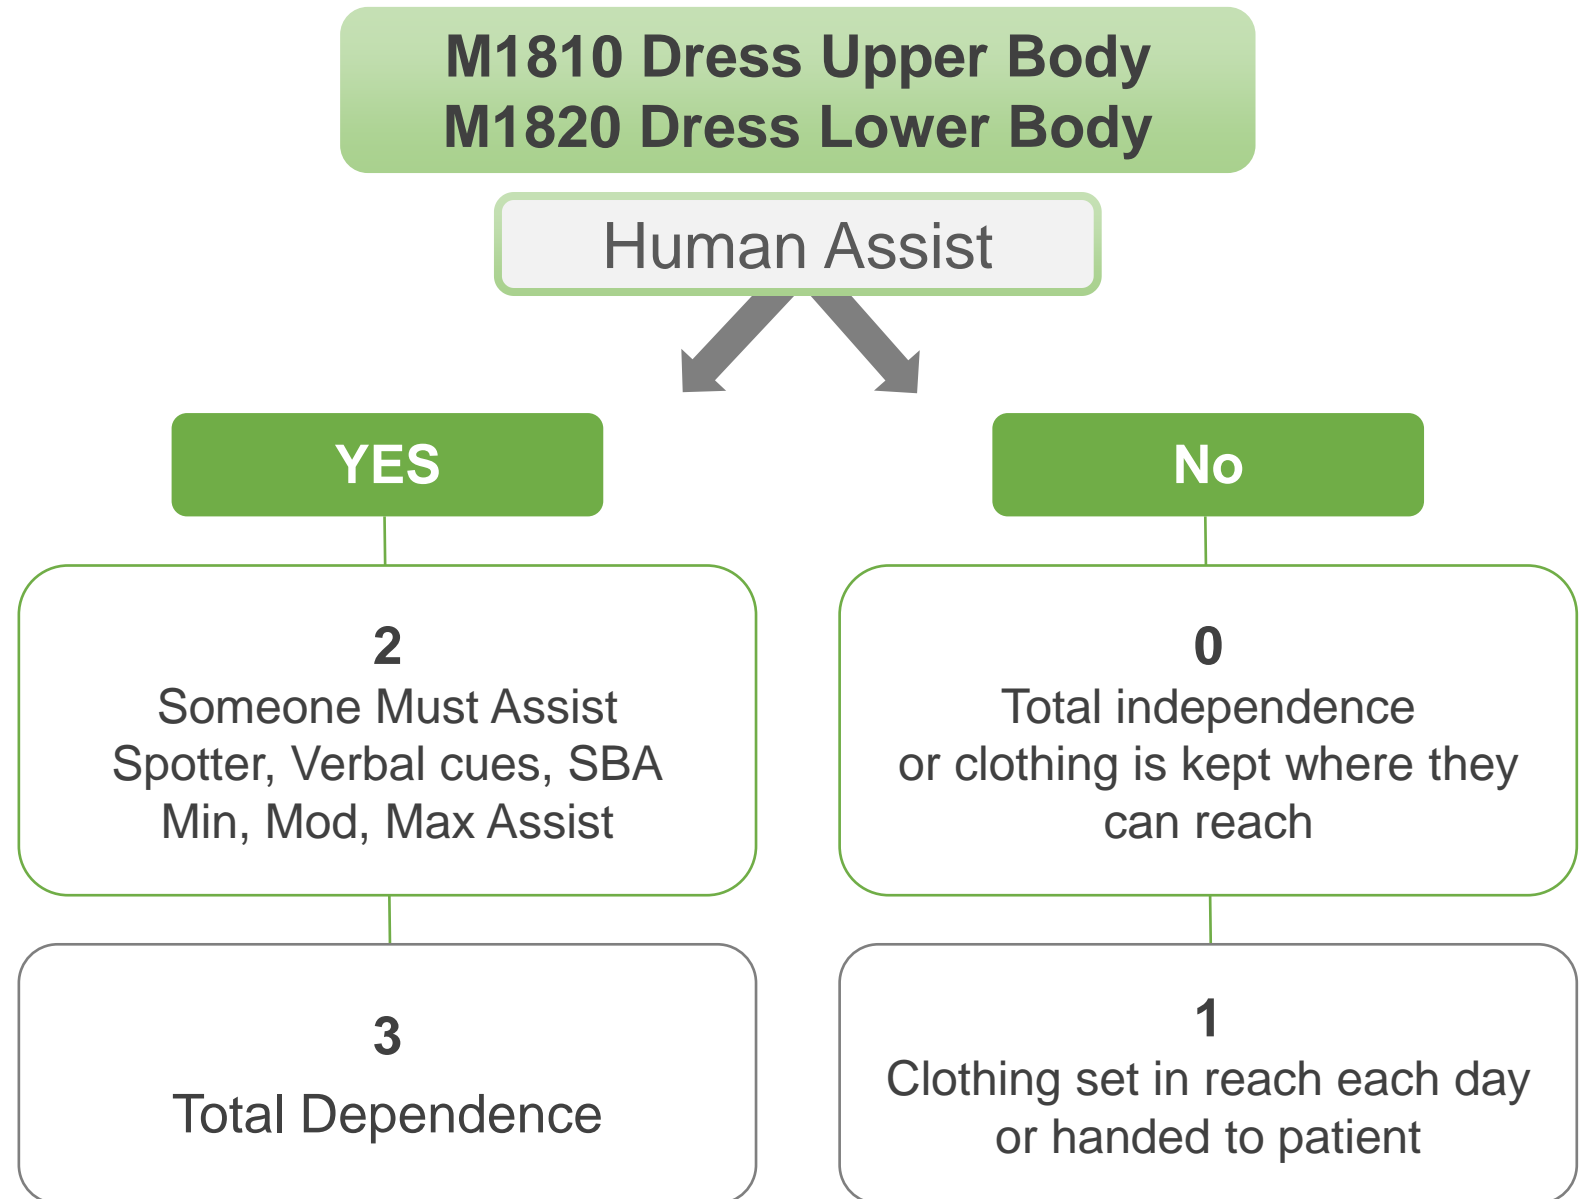 M1810 Dress Upper Body
M1820 Dress Lower Body
Human Assist
YES
No
2
Someone Must Assist
Spotter, Verbal cues, SBA
Min, Mod, Max Assist
0
Total independence
or clothing is kept where they
can reach
3
Total Dependence
1
Clothing set in reach each day
or handed to patient